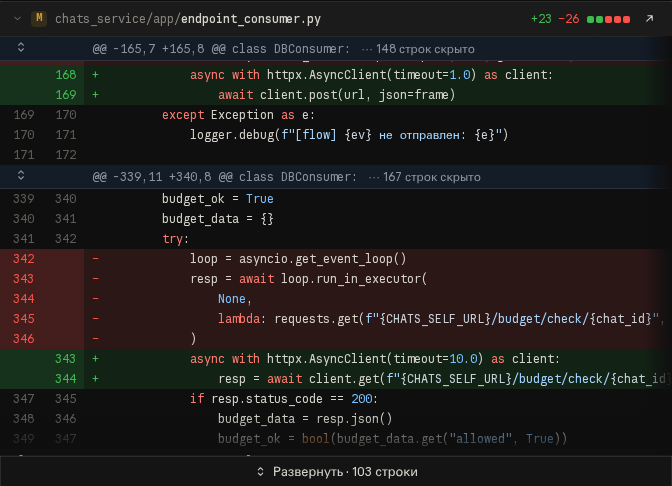 M chats_service/app/endpoint_consumer.py +23 −26
@@ -165,7 +165,8 @@ class DBConsumer: ··· 148 строк скрыто
168 + async with httpx.AsyncClient(timeout=1.0) as client:
169 + await client.post(url, json=frame)
169 170 except Exception as e:
170 171 logger.debug(f"[flow] {ev} не отправлен: {e}")
171 172
@@ -339,11 +340,8 @@ class DBConsumer: ··· 167 строк скрыто
339 340 budget_ok = True
340 341 budget_data = {}
341 342 try:
342 − loop = asyncio.get_event_loop()
343 − resp = await loop.run_in_executor(
344 − None,
345 − lambda: requests.get(f"{CHATS_SELF_URL}/budget/check/{chat_id}",
346 − )
343 + async with httpx.AsyncClient(timeout=10.0) as client:
344 + resp = await client.get(f"{CHATS_SELF_URL}/budget/check/{chat_id}
347 345 if resp.status_code == 200:
348 346 budget_data = resp.json()
349 347 budget_ok = bool(budget_data.get("allowed", True))
Развернуть · 103 строки